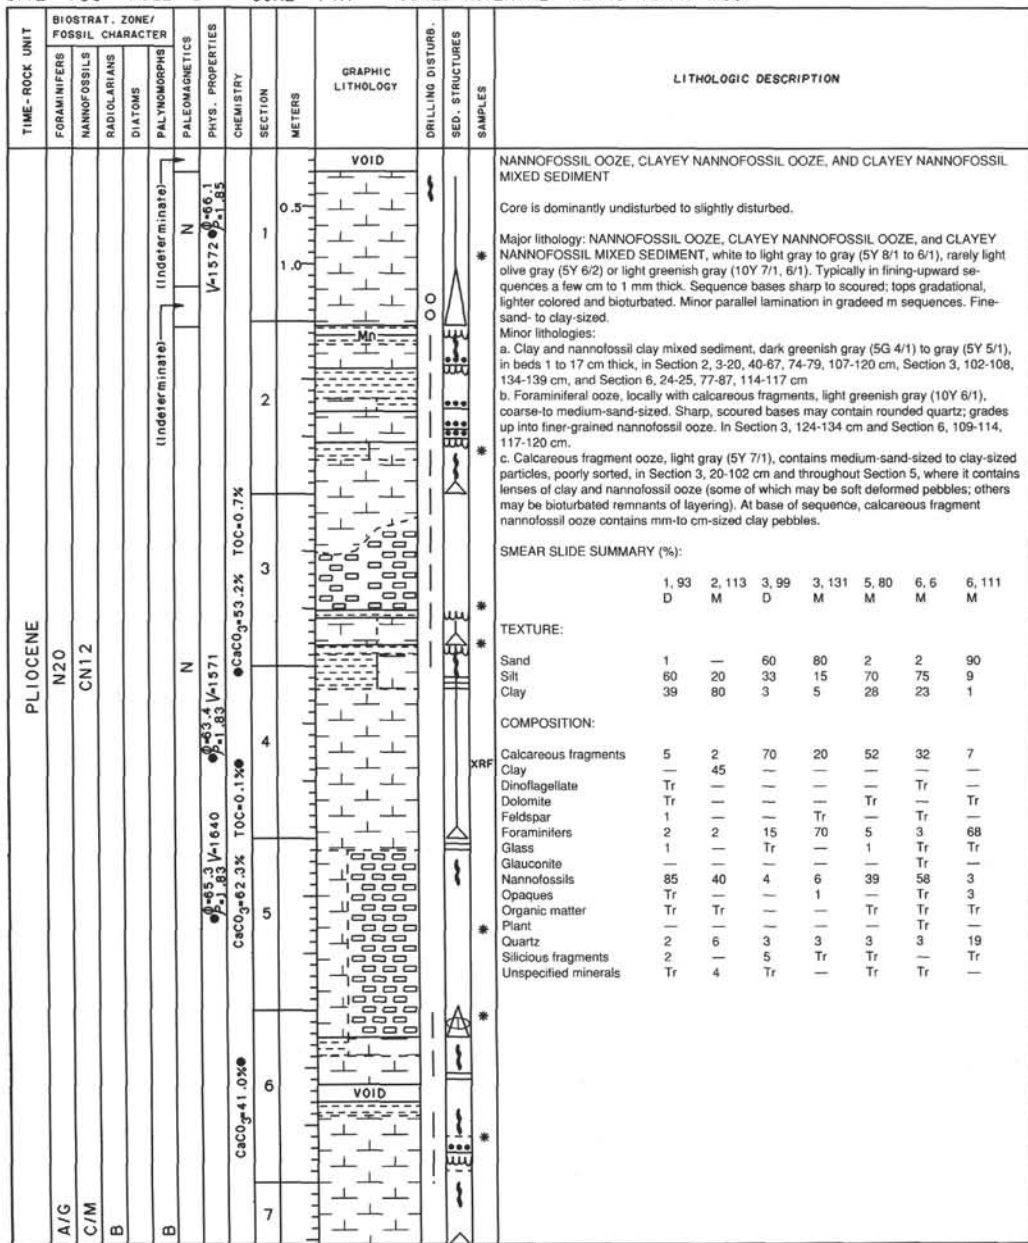 TIME-ROCK UNIT
BIOSTRAT. ZONE/
FOSSIL CHARACTER
FORAMINIFERS
NANNOFOSSILS
RADIOLARIANS
DIATOMS
PALYNOMORPHS
PALEOMAGNETICS
PHYS. PROPERTIES
CHEMISTRY
SECTION
METERS
GRAPHIC
LITHOLOGY
DRILLING DISTURB.
SED. STRUCTURES
SAMPLES
LITHOLOGIC DESCRIPTION
PLIOCENE
N20
A/G
CN12
C/M
B
B
(Indeterminate)
(Indeterminate)
N
N
V=1572 ●Φ=66.1
P=1.85
●Φ=63.4 V=1571
P=1.83
●Φ=65.3 V=1640
P=1.83
●CaCO3=53.2% TOC=0.7%
CaCO3=62.3% TOC=0.1%●
CaCO3=41.0%●
1
2
3
4
5
6
7
0.5
1.0
VOID
Mn
VOID
XRF
NANNOFOSSIL OOZE, CLAYEY NANNOFOSSIL OOZE, AND CLAYEY NANNOFOSSIL
MIXED SEDIMENT
Core is dominantly undisturbed to slightly disturbed.
Major lithology: NANNOFOSSIL OOZE, CLAYEY NANNOFOSSIL OOZE, and CLAYEY
NANNOFOSSIL MIXED SEDIMENT, white to light gray to gray (5Y 8/1 to 6/1), rarely light
olive gray (5Y 6/2) or light greenish gray (10Y 7/1, 6/1). Typically in fining-upward se-
quences a few cm to 1 mm thick. Sequence bases sharp to scoured; tops gradational,
lighter colored and bioturbated. Minor parallel lamination in gradeed m sequences. Fine-
sand- to clay-sized.
Minor lithologies:
a. Clay and nannofossil clay mixed sediment, dark greenish gray (5G 4/1) to gray (5Y 5/1),
in beds 1 to 17 cm thick, in Section 2, 3-20, 40-67, 74-79, 107-120 cm, Section 3, 102-108,
134-139 cm, and Section 6, 24-25, 77-87, 114-117 cm
b. Foraminiferal ooze, locally with calcareous fragments, light greenish gray (10Y 6/1),
coarse-to medium-sand-sized. Sharp, scoured bases may contain rounded quartz; grades
up into finer-grained nannofossil ooze. In Section 3, 124-134 cm and Section 6, 109-114,
117-120 cm.
c. Calcareous fragment ooze, light gray (5Y 7/1), contains medium-sand-sized to clay-sized
particles, poorly sorted, in Section 3, 20-102 cm and throughout Section 5, where it contains
lenses of clay and nannofossil ooze (some of which may be soft deformed pebbles; others
may be bioturbated remnants of layering). At base of sequence, calcareous fragment
nannofossil ooze contains mm-to cm-sized clay pebbles.
SMEAR SLIDE SUMMARY (%):
1, 93 2, 113 3, 99 3, 131 5, 80 6, 6 6, 111
D M D M M M M
TEXTURE:
Sand 1 — 60 80 2 2 90
Silt 60 20 33 15 70 75 9
Clay 39 80 3 5 28 23 1
COMPOSITION:
Calcareous fragments 5 2 70 20 52 32 7
Clay — 45 — — — — —
Dinoflagellate Tr — — — — Tr —
Dolomite Tr — — — Tr — Tr
Feldspar 1 — — Tr — Tr —
Foraminifers 2 2 15 70 5 3 68
Glass 1 — Tr — 1 Tr Tr
Glauconite — — — — — Tr —
Nannofossils 85 40 4 6 39 58 3
Opaques Tr — — 1 — Tr 3
Organic matter Tr Tr — — Tr Tr Tr
Plant — — — — — Tr —
Quartz 2 6 3 3 3 3 19
Silicious fragments 2 — 5 Tr Tr — Tr
Unspecified minerals Tr 4 Tr — Tr Tr —